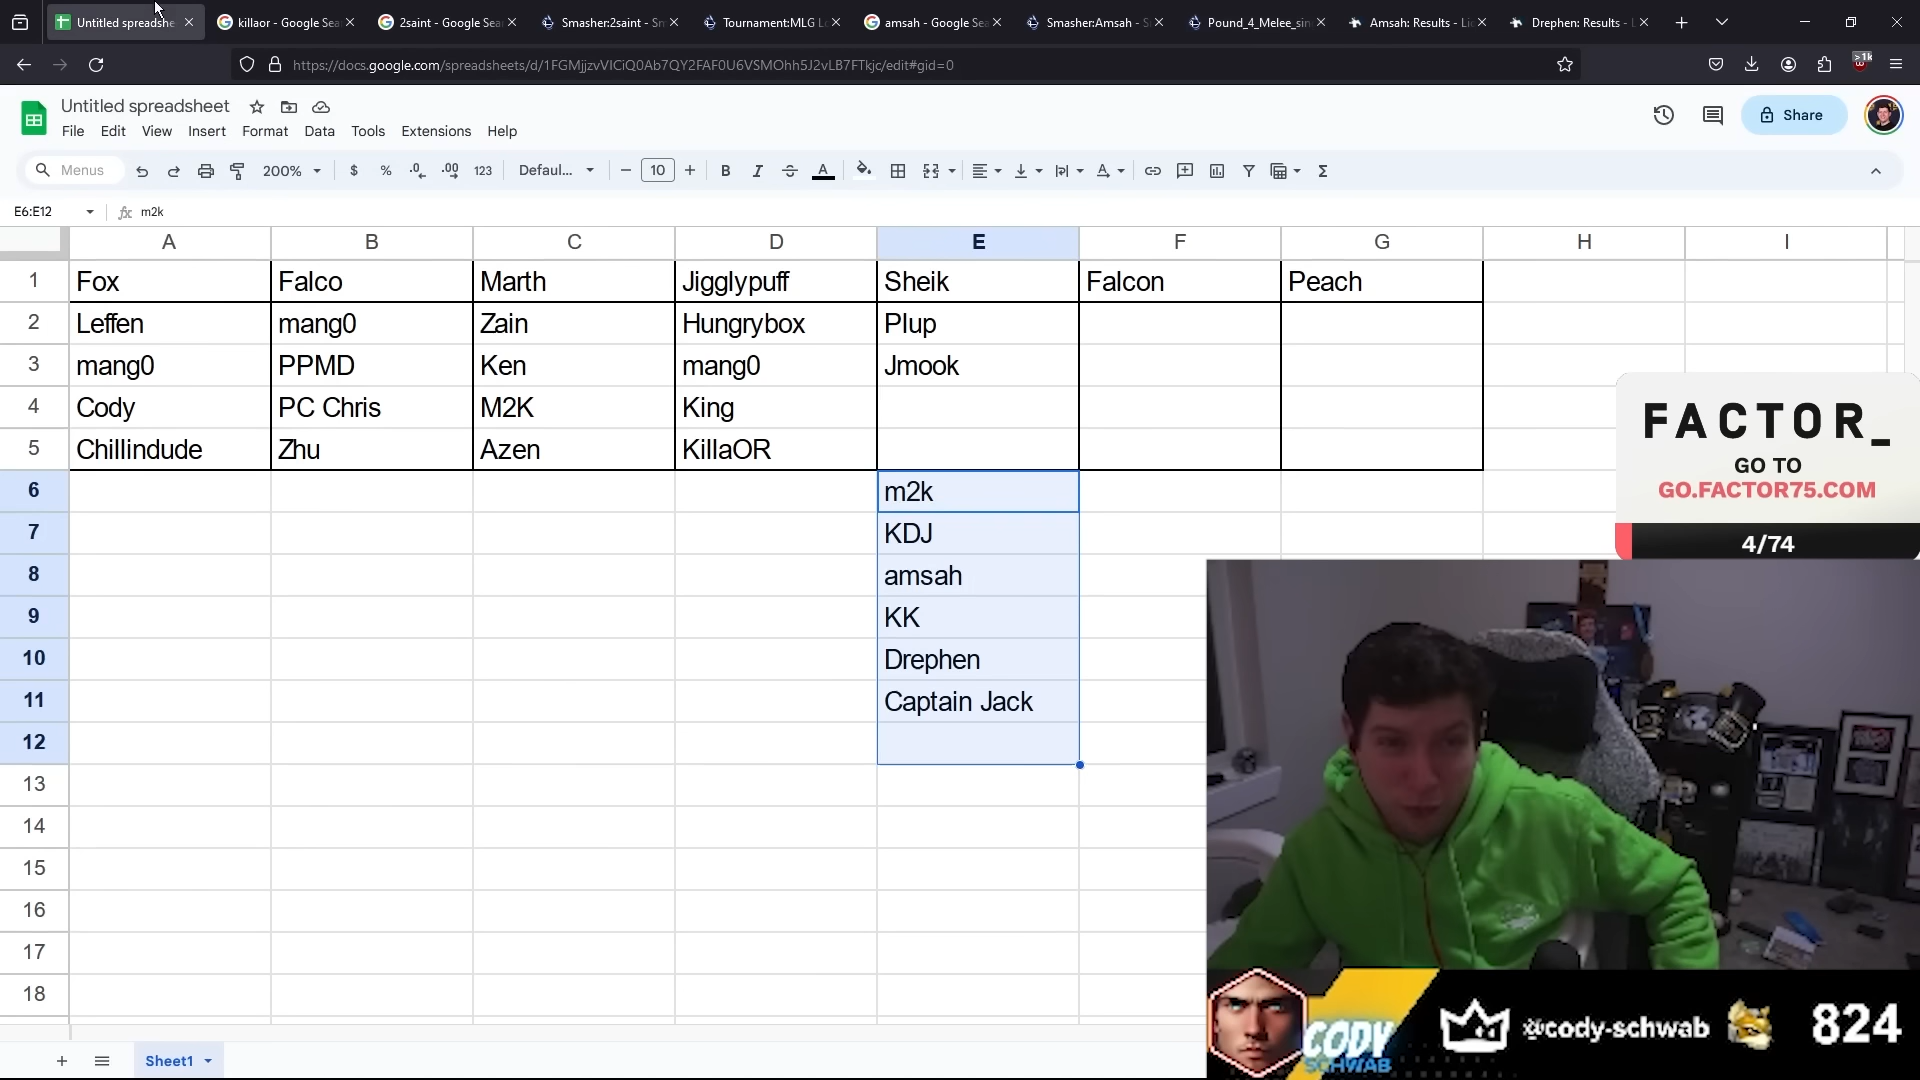 Untitled spreadshe
killaor - Google Sea
2saint - Google Sea
Smasher:2saint - Sm
Tournament:MLG L
amsah - Google Sea
Smasher:Amsah - S
Pound_4_Melee_sin
Amsah: Results - Li
Drephen: Results - L
https://docs.google.com/spreadsheets/d/1FGMjjzvVICiQ0Ab7QY2FAF0U6VSMOhh5J2vLB7FTkjc/edit#gid=0
>1k
Untitled spreadsheet
File Edit View Insert Format Data Tools Extensions Help
Share
Menus 200% $ % .0 .00 123 Defaul... 10 B I A
E6:E12 fx m2k
A B C D E F G H I
1 Fox Falco Marth Jigglypuff Sheik Falcon Peach
2 Leffen mang0 Zain Hungrybox Plup
3 mang0 PPMD Ken mang0 Jmook
4 Cody PC Chris M2K King
5 Chillindude Zhu Azen KillaOR
6 m2k
7 KDJ
8 amsah
9 KK
10 Drephen
11 Captain Jack
12
13
14
15
16
17
18
FACTOR_
GO TO
GO.FACTOR75.COM
4/74
CODY
SCHWAB
@cody-schwab 824
Sheet1